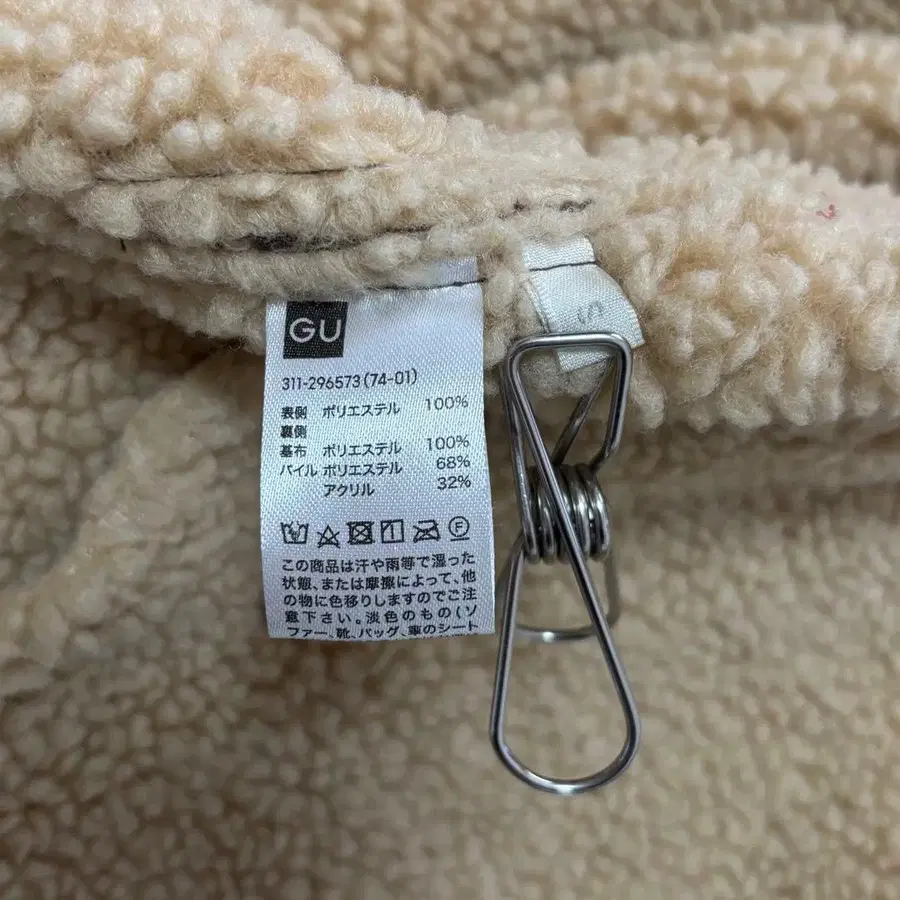 GU
311-296573(74-01)
表側 ポリエステル 100%
裏側
基布 ポリエステル 100%
パイル ポリエステル 68%
アクリル 32%
F
この商品は汗や雨等で湿った
状態、または摩擦によって、他
の物に色移りしますのでご注
意下さい。淡色のもの(ソ
ファー、靴、バッグ、車のシート
S